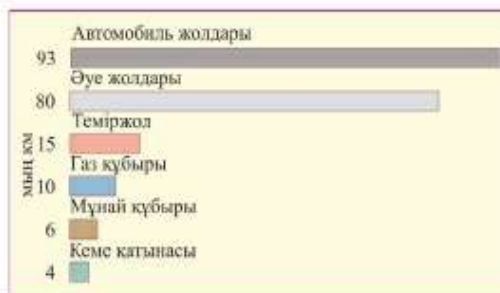 Автомобиль жолдары
93
Әуе жолдары
80
Теміржол
15
Газ құбыры
10
Мұнай құбыры
6
Кеме қатынасы
4
мың км